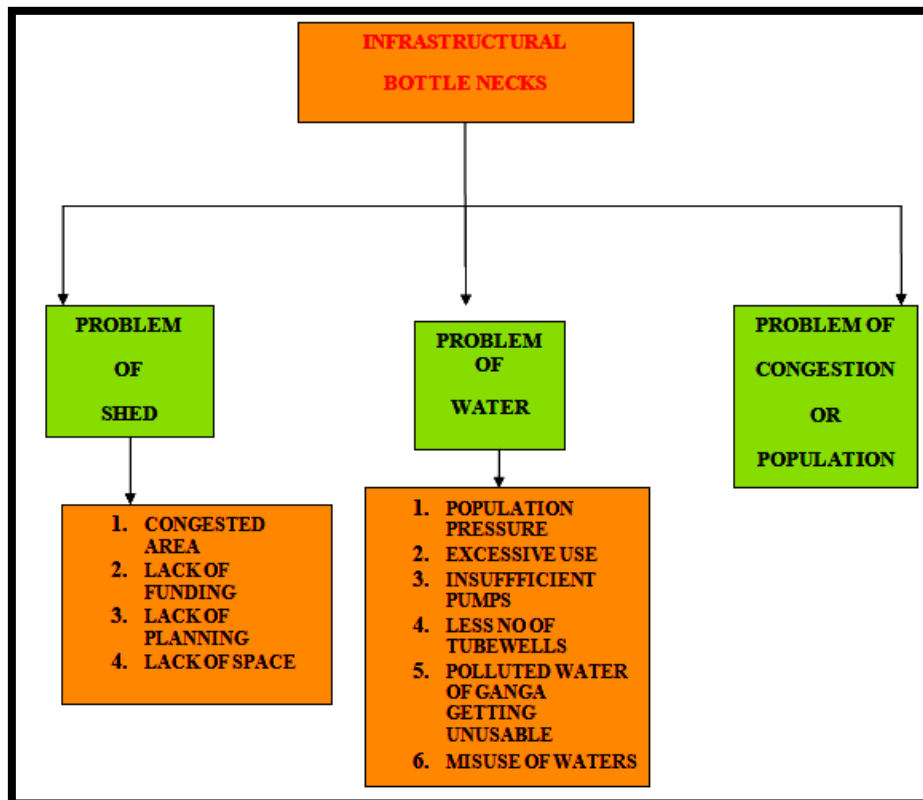 INFRASTRUCTURAL
BOTTLE NECKS
PROBLEM
OF
SHED
PROBLEM
OF
WATER
PROBLEM OF
CONGESTION
OR
POPULATION
1. CONGESTED
AREA
2. LACK OF
FUNDING
3. LACK OF
PLANNING
4. LACK OF SPACE
1. POPULATION
PRESSURE
2. EXCESSIVE USE
3. INSUFFFICIENT
PUMPS
4. LESS NO OF
TUBEWELLS
5. POLLUTED WATER
OF GANGA
GETTING
UNUSABLE
6. MISUSE OF WATERS